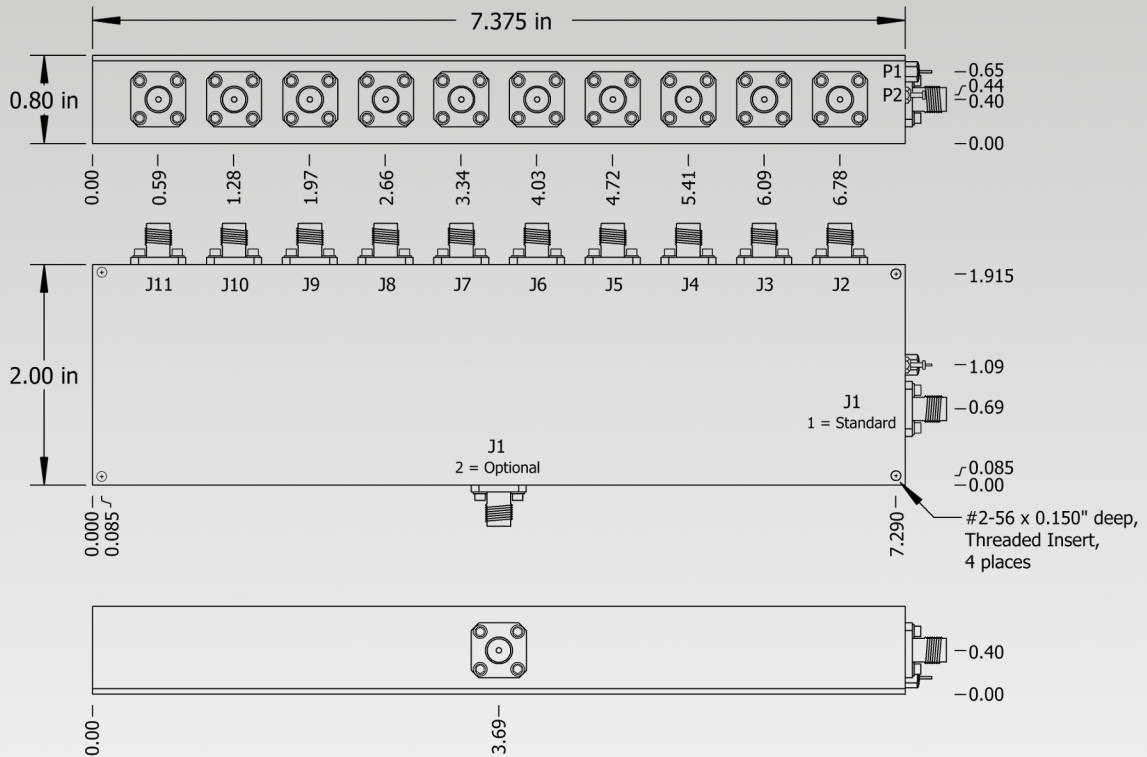 7.375 in
0.80 in
P1
P2
0.65
0.44
0.40
0.00
0.00
0.59
1.28
1.97
2.66
3.34
4.03
4.72
5.41
6.09
6.78
J11
J10
J9
J8
J7
J6
J5
J4
J3
J2
1.915
2.00 in
1.09
J1
1 = Standard
0.69
J1
2 = Optional
0.085
0.00
0.000
0.085
7.290
#2-56 x 0.150" deep,
Threaded Insert,
4 places
0.40
0.00
0.00
3.69